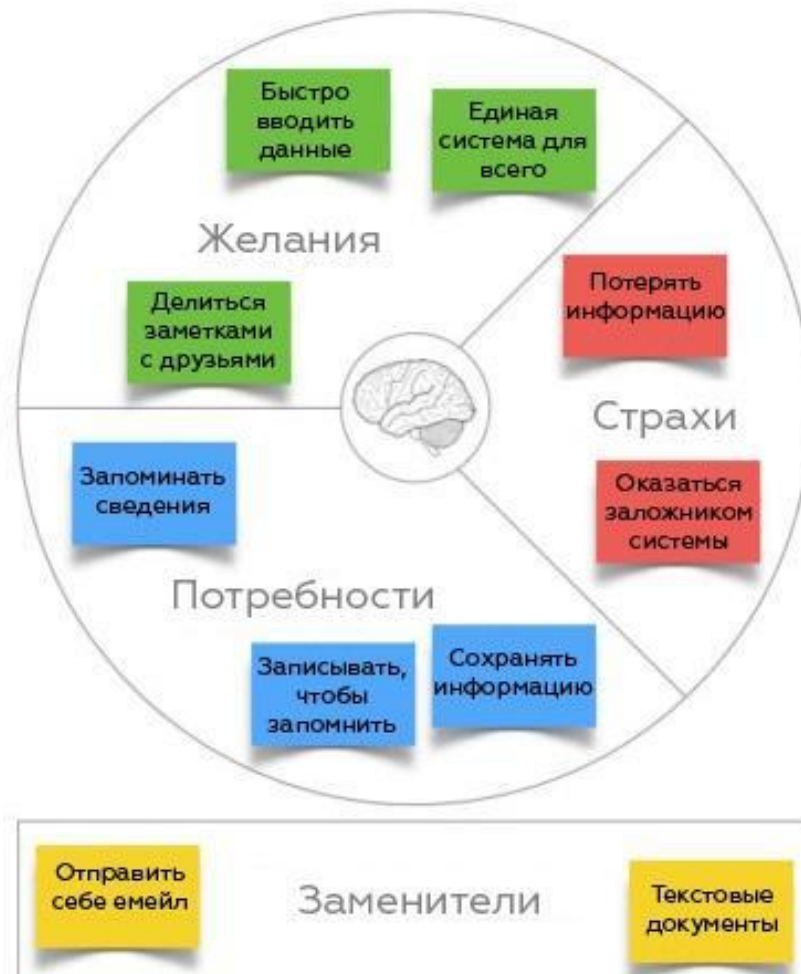 Быстро
вводить
данные
Единая
система для
всего
Желания
Делиться
заметками
с друзьями
Потерять
информацию
Страхи
Оказаться
заложником
системы
Запоминать
сведения
Потребности
Записывать,
чтобы
запомнить
Сохранять
информацию
Отправить
себе емейл
Заменители
Текстовые
документы